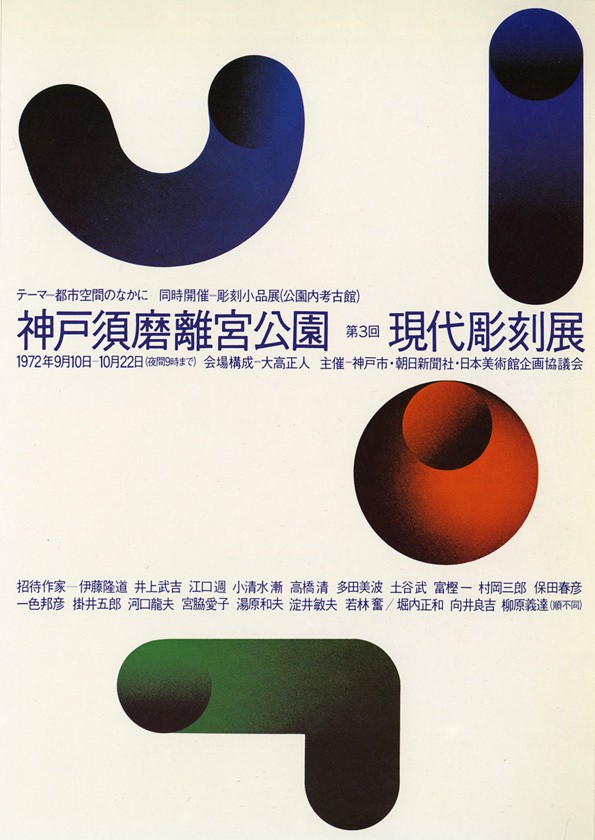 テーマ―都市空間のなかに　同時開催―彫刻小品展(公園内考古館)
神戸須磨離宮公園 第3回 現代彫刻展
1972年9月10日―10月22日(夜間9時まで)　会場構成―大高正人　主催―神戸市・朝日新聞社・日本美術館企画協議会
招待作家―伊藤隆道　井上武吉　江口週　小清水漸　高橋清　多田美波　土谷武　富樫一　村岡三郎　保田春彦
一色邦彦　掛井五郎　河口龍夫　宮脇愛子　湯原和夫　淀井敏夫　若林奮／堀内正和　向井良吉　柳原義達(順不同)